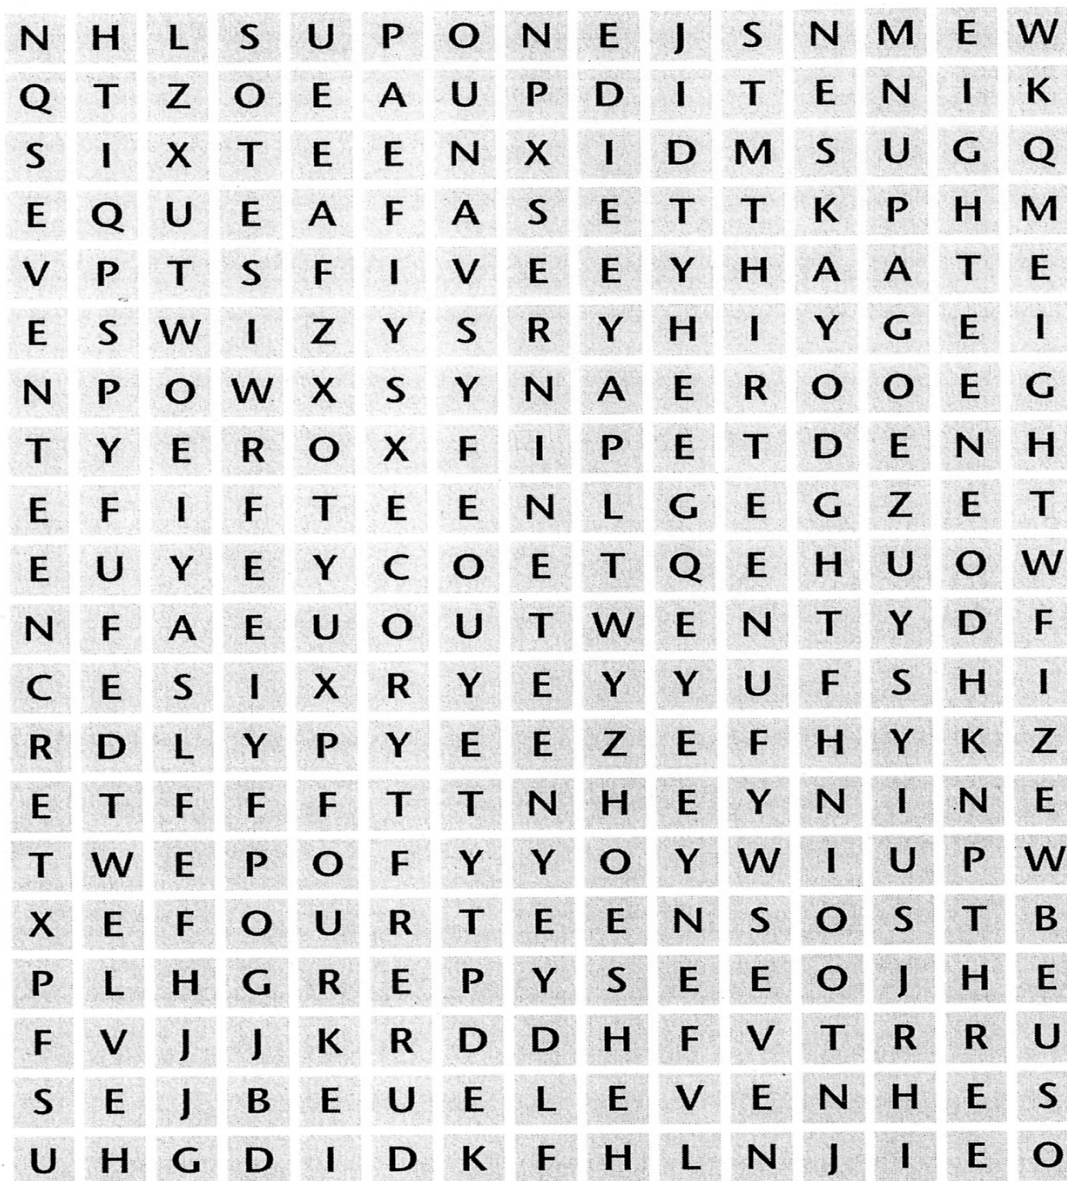 N H L S U P O N E J S N M E W
Q T Z O E A U P D I T E N I K
S I X T E E N X I D M S U G Q
E Q U E A F A S E T T K P H M
V P T S F I V E E Y H A A T E
E S W I Z Y S R Y H I Y G E I
N P O W X S Y N A E R O O E G
T Y E R O X F I P E T D E N H
E F I F T E E N L G E G Z E T
E U Y E Y C O E T Q E H U O W
N F A E U O U T W E N T Y D F
C E S I X R Y E Y Y U F S H I
R D L Y P Y E E Z E F H Y K Z
E T F F F T T N H E Y N I N E
T W E P O F Y Y O Y W I U P W
X E F O U R T E E N S O S T B
P L H G R E P Y S E E O J H E
F V J J K R D D H F V T R R U
S E J B E U E L E V E N H E S
U H G D I D K F H L N J I E O